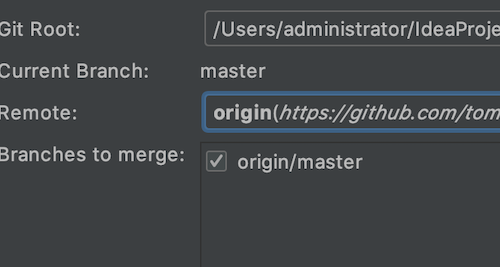 Git Root: /Users/administrator/IdeaProje
Current Branch: master
Remote: origin(https://github.com/tom
Branches to merge: origin/master